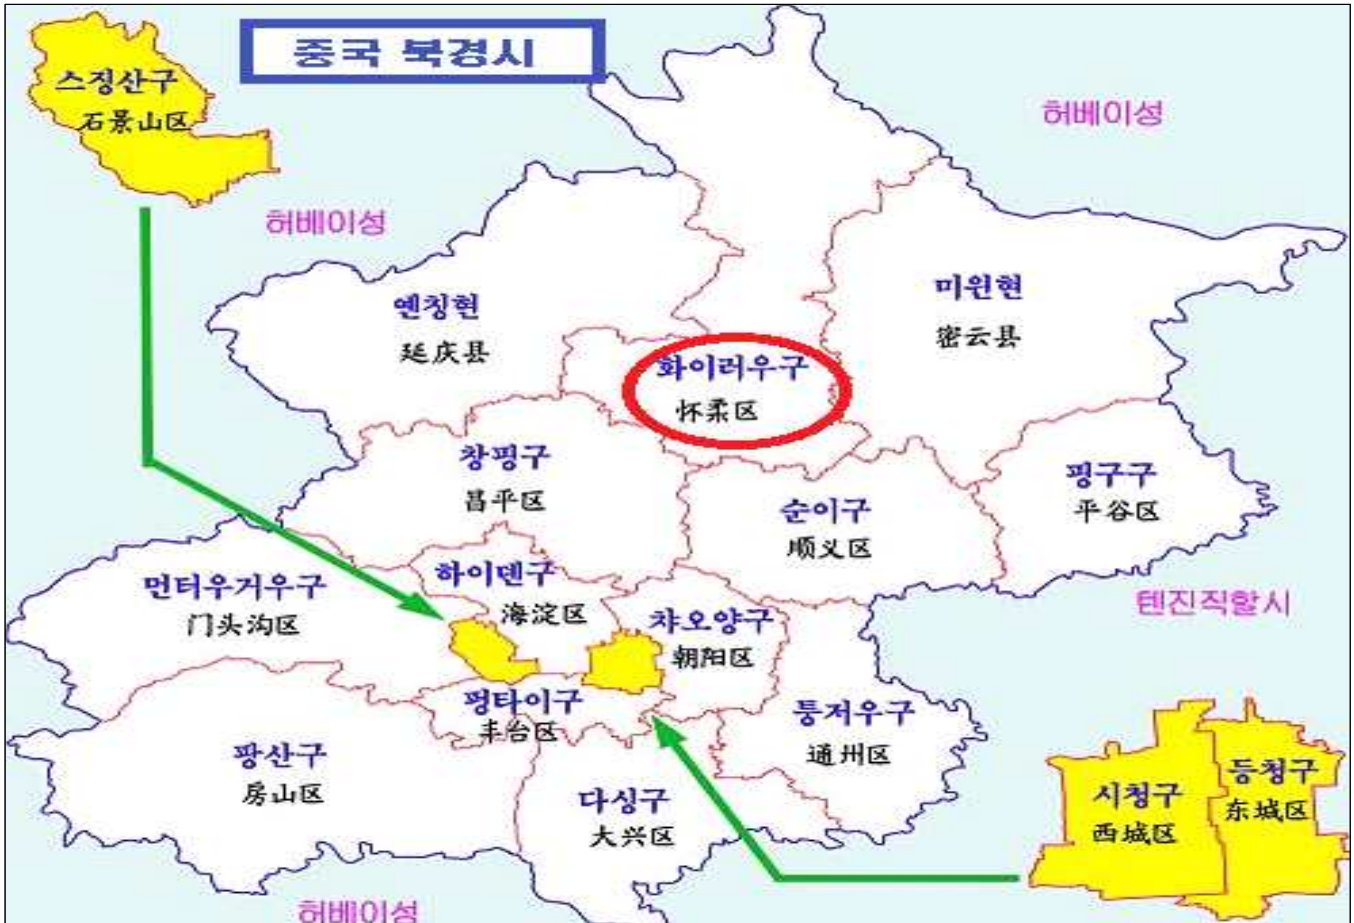 중국 북경시
스징산구
石景山区
허베이성
허베이성
옌칭현
延庆县
미윈현
密云县
화이러우구
怀柔区
창핑구
昌平区
순이구
顺义区
핑구구
平谷区
먼터우거우구
门头沟区
하이뎬구
海淀区
챠오양구
朝阳区
텐진직할시
펑타이구
丰台区
퉁저우구
通州区
팡산구
房山区
다싱구
大兴区
시청구
西城区
등청구
东城区
허베이성